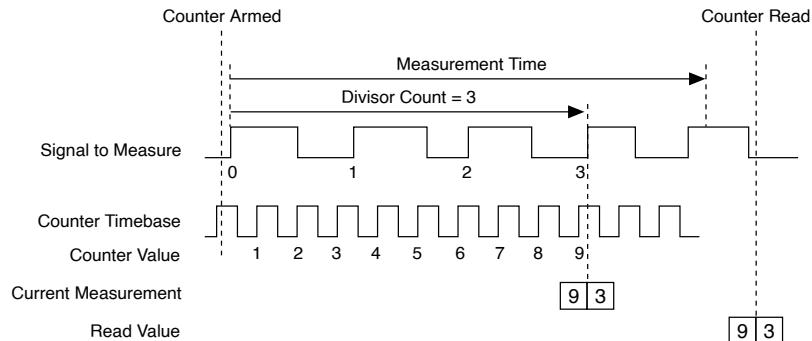 Counter Armed Counter Read
Measurement Time
Divisor Count = 3
Signal to Measure
0 1 2 3
Counter Timebase
Counter Value 1 2 3 4 5 6 7 8 9
Current Measurement 9 3
Read Value 9 3